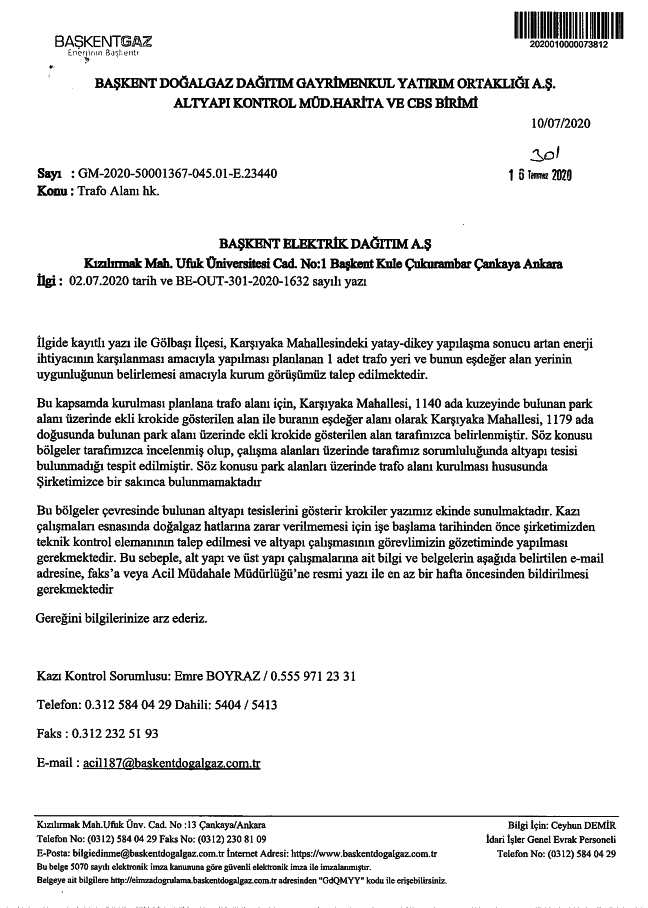 BAŞKENTGAZ
Enerjinin Başkenti
2020010000073812
BAŞKENT DOĞALGAZ DAĞITIM GAYRİMENKUL YATIRIM ORTAKLIĞI A.Ş.
ALTYAPI KONTROL MÜD.HARİTA VE CBS BİRİMİ
10/07/2020
301
16 Temmuz 2020
Sayı : GM-2020-50001367-045.01-E.23440
Konu : Trafo Alanı hk.
BAŞKENT ELEKTRİK DAĞITIM A.Ş
Kızılırmak Mah. Ufuk Üniversitesi Cad. No:1 Başkent Kule Çukurambar Çankaya Ankara
İlgi : 02.07.2020 tarih ve BE-OUT-301-2020-1632 sayılı yazı
İlgide kayıtlı yazı ile Gölbaşı İlçesi, Karşıyaka Mahallesindeki yatay-dikey yapılaşma sonucu artan enerji
ihtiyacının karşılanması amacıyla yapılması planlanan 1 adet trafo yeri ve bunun eşdeğer alan yerinin
uygunluğunun belirlemesi amacıyla kurum görüşümüz talep edilmektedir.
Bu kapsamda kurulması planlana trafo alanı için, Karşıyaka Mahallesi, 1140 ada kuzeyinde bulunan park
alanı üzerinde ekli krokide gösterilen alan ile buranın eşdeğer alanı olarak Karşıyaka Mahallesi, 1179 ada
doğusunda bulunan park alanı üzerinde ekli krokide gösterilen alan tarafınızca belirlenmiştir. Söz konusu
bölgeler tarafımızca incelenmiş olup, çalışma alanları üzerinde tarafımız sorumluluğunda altyapı tesisi
bulunmadığı tespit edilmiştir. Söz konusu park alanları üzerinde trafo alanı kurulması hususunda
Şirketimizce bir sakınca bulunmamaktadır
Bu bölgeler çevresinde bulunan altyapı tesislerini gösterir krokiler yazımız ekinde sunulmaktadır. Kazı
çalışmaları esnasında doğalgaz hatlarına zarar verilmemesi için işe başlama tarihinden önce şirketimizden
teknik kontrol elemanının talep edilmesi ve altyapı çalışmasının görevlimizin gözetiminde yapılması
gerekmektedir. Bu sebeple, alt yapı ve üst yapı çalışmalarına ait bilgi ve belgelerin aşağıda belirtilen e-mail
adresine, faks'a veya Acil Müdahale Müdürlüğü'ne resmi yazı ile en az bir hafta öncesinden bildirilmesi
gerekmektedir
Gereğini bilgilerinize arz ederiz.
Kazı Kontrol Sorumlusu: Emre BOYRAZ / 0.555 971 23 31
Telefon: 0.312 584 04 29 Dahili: 5404 / 5413
Faks : 0.312 232 51 93
E-mail : acil187@baskentdogalgaz.com.tr
Kızılırmak Mah.Ufuk Ünv. Cad. No :13 Çankaya/Ankara
Telefon No: (0312) 584 04 29 Faks No: (0312) 230 81 09
E-Posta: bilgiedinme@baskentdogalgaz.com.tr İnternet Adresi: https://www.baskentdogalgaz.com.tr
Bu belge 5070 sayılı elektronik imza kanununa göre güvenli elektronik imza ile imzalanmıştır.
Belgeye ait bilgilere http://eimzadogrulama.baskentdogalgaz.com.tr adresinden "GdQMYY" kodu ile erişebilirsiniz.
Bilgi İçin: Ceyhun DEMİR
İdari İşler Genel Evrak Personeli
Telefon No: (0312) 584 04 29